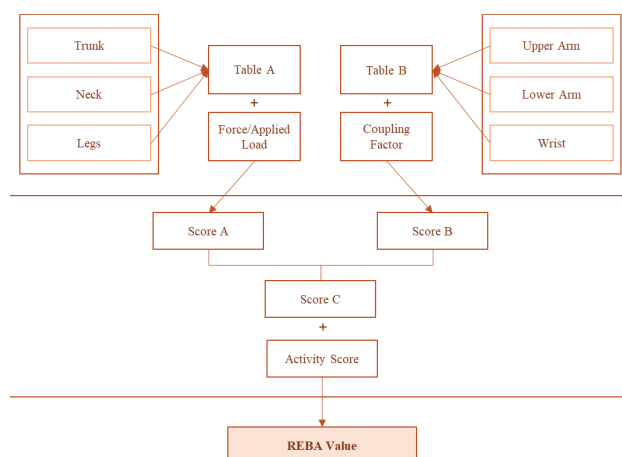 Trunk
Neck
Legs
Table A
+
Force/Applied
Load
Table B
+
Coupling
Factor
Upper Arm
Lower Arm
Wrist
Score A
Score B
Score C
+
Activity Score
REBA Value